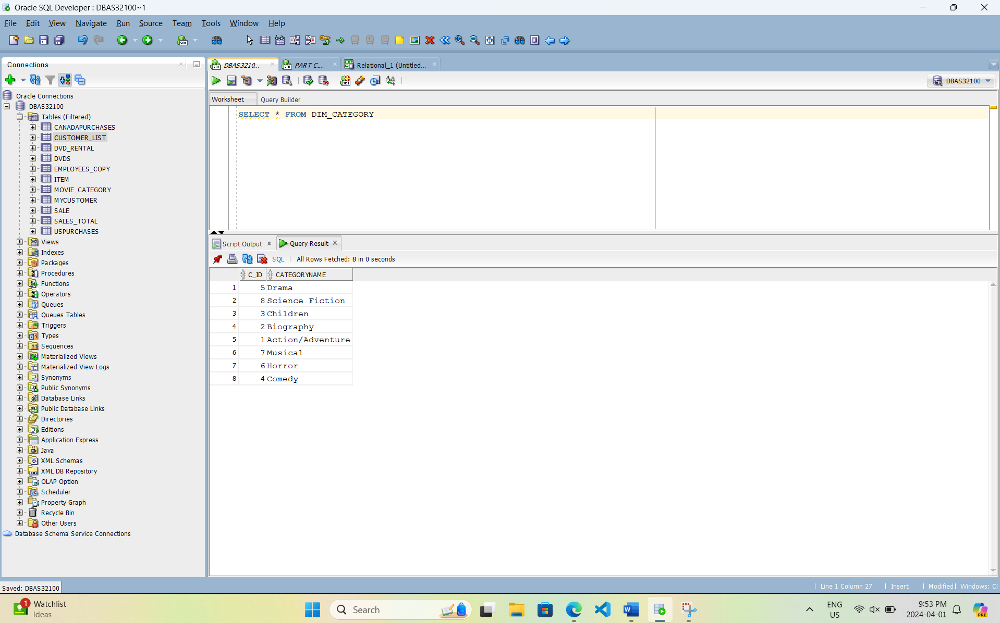 Oracle SQL Developer : DBAS32100~1
File Edit View Navigate Run Source Team Tools Window Help
Connections
DBAS3210...
PART C....
Relational_1 (Untitled...
DBAS32100
Oracle Connections
DBAS32100
Tables (Filtered)
CANADAPURCHASES
CUSTOMER_LIST
DVD_RENTAL
DVDS
EMPLOYEES_COPY
ITEM
MOVIE_CATEGORY
MYCUSTOMER
SALE
SALES_TOTAL
USPURCHASES
Views
Indexes
Packages
Procedures
Functions
Operators
Queues
Queues Tables
Triggers
Types
Sequences
Materialized Views
Materialized View Logs
Synonyms
Public Synonyms
Database Links
Public Database Links
Directories
Editions
Application Express
Java
XML Schemas
XML DB Repository
OLAP Option
Scheduler
Property Graph
Recycle Bin
Other Users
Database Schema Service Connections
Worksheet Query Builder
SELECT * FROM DIM_CATEGORY
Script Output Query Result
SQL All Rows Fetched: 8 in 0 seconds
C_ID CATEGORYNAME
1 5 Drama
2 8 Science Fiction
3 3 Children
4 2 Biography
5 1 Action/Adventure
6 7 Musical
7 6 Horror
8 4 Comedy
Saved: DBAS32100
Line 1 Column 27 Insert Modified Windows: Cl
1 Watchlist
Ideas
Search
ENG
US
9:53 PM
2024-04-01
PRE